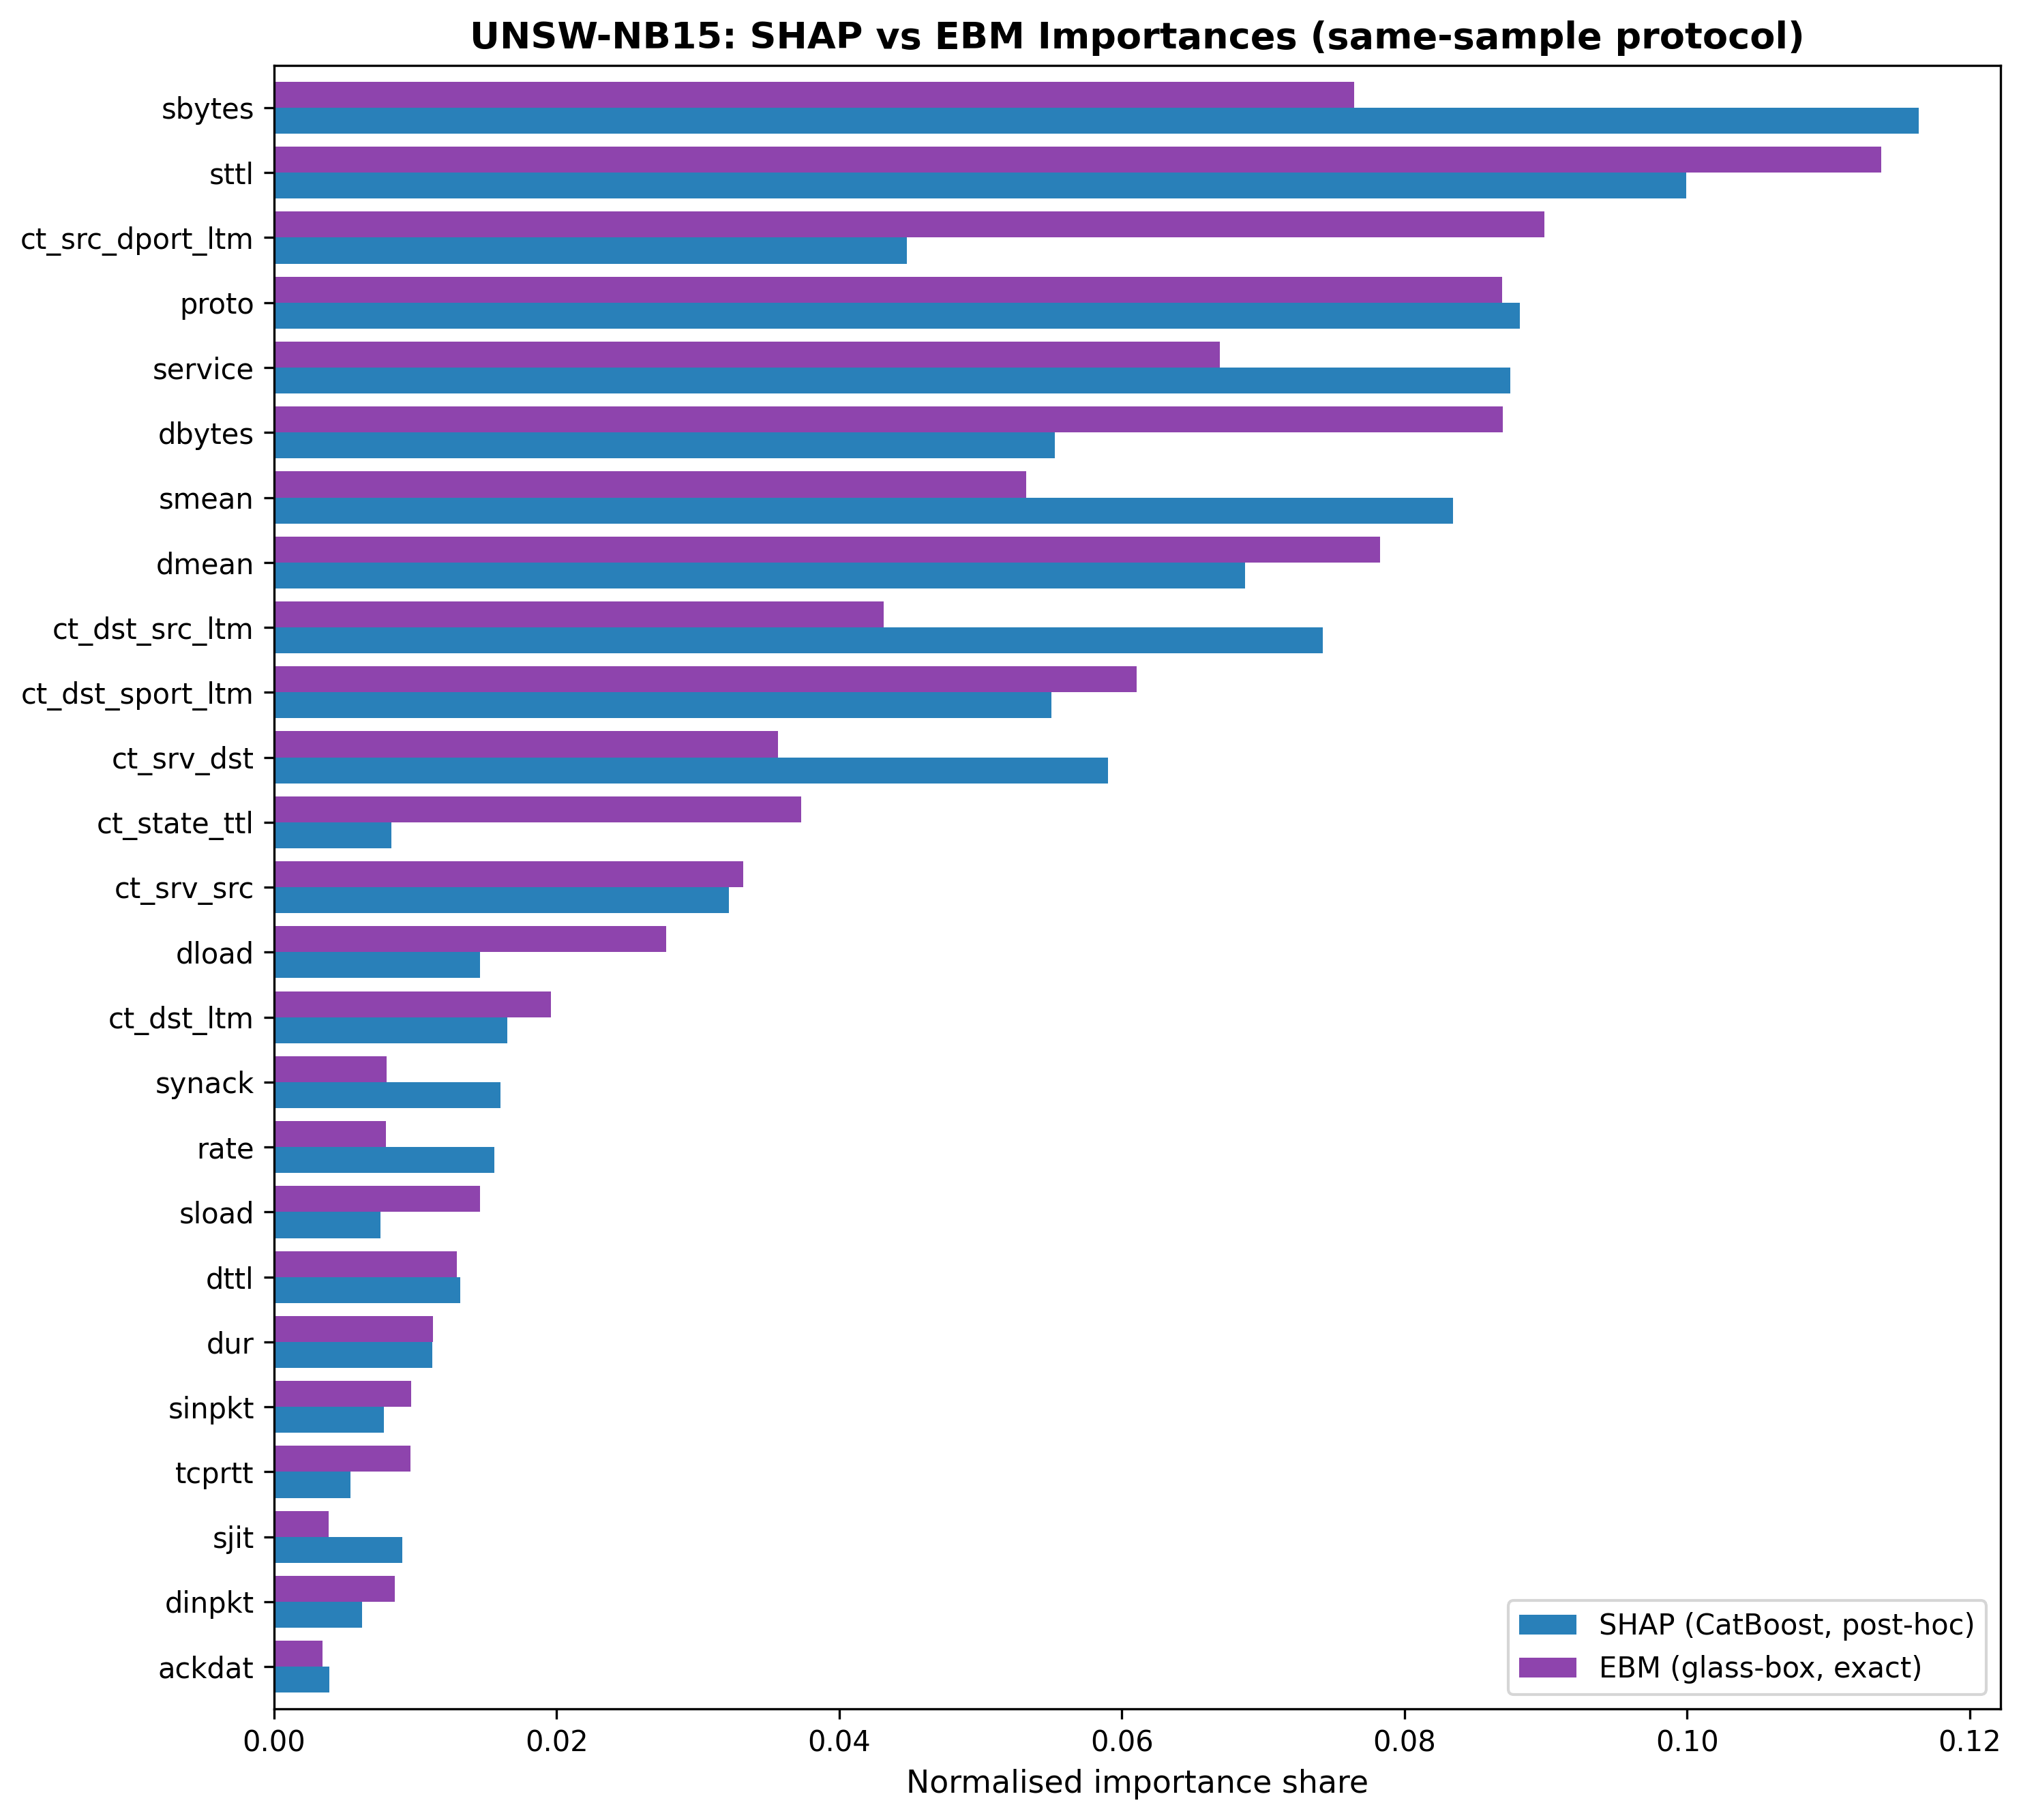 UNSW-NB15: SHAP vs EBM Importances (same-sample protocol)
sbytes
sttl
ct_src_dport_ltm
proto
service
dbytes
smean
dmean
ct_dst_src_ltm
ct_dst_sport_ltm
ct_srv_dst
ct_state_ttl
ct_srv_src
dload
ct_dst_ltm
synack
rate
sload
dttl
dur
sinpkt
tcprtt
sjit
dinpkt
ackdat
SHAP (CatBoost, post-hoc)
EBM (glass-box, exact)
0.00 0.02 0.04 0.06 0.08 0.10 0.12
Normalised importance share